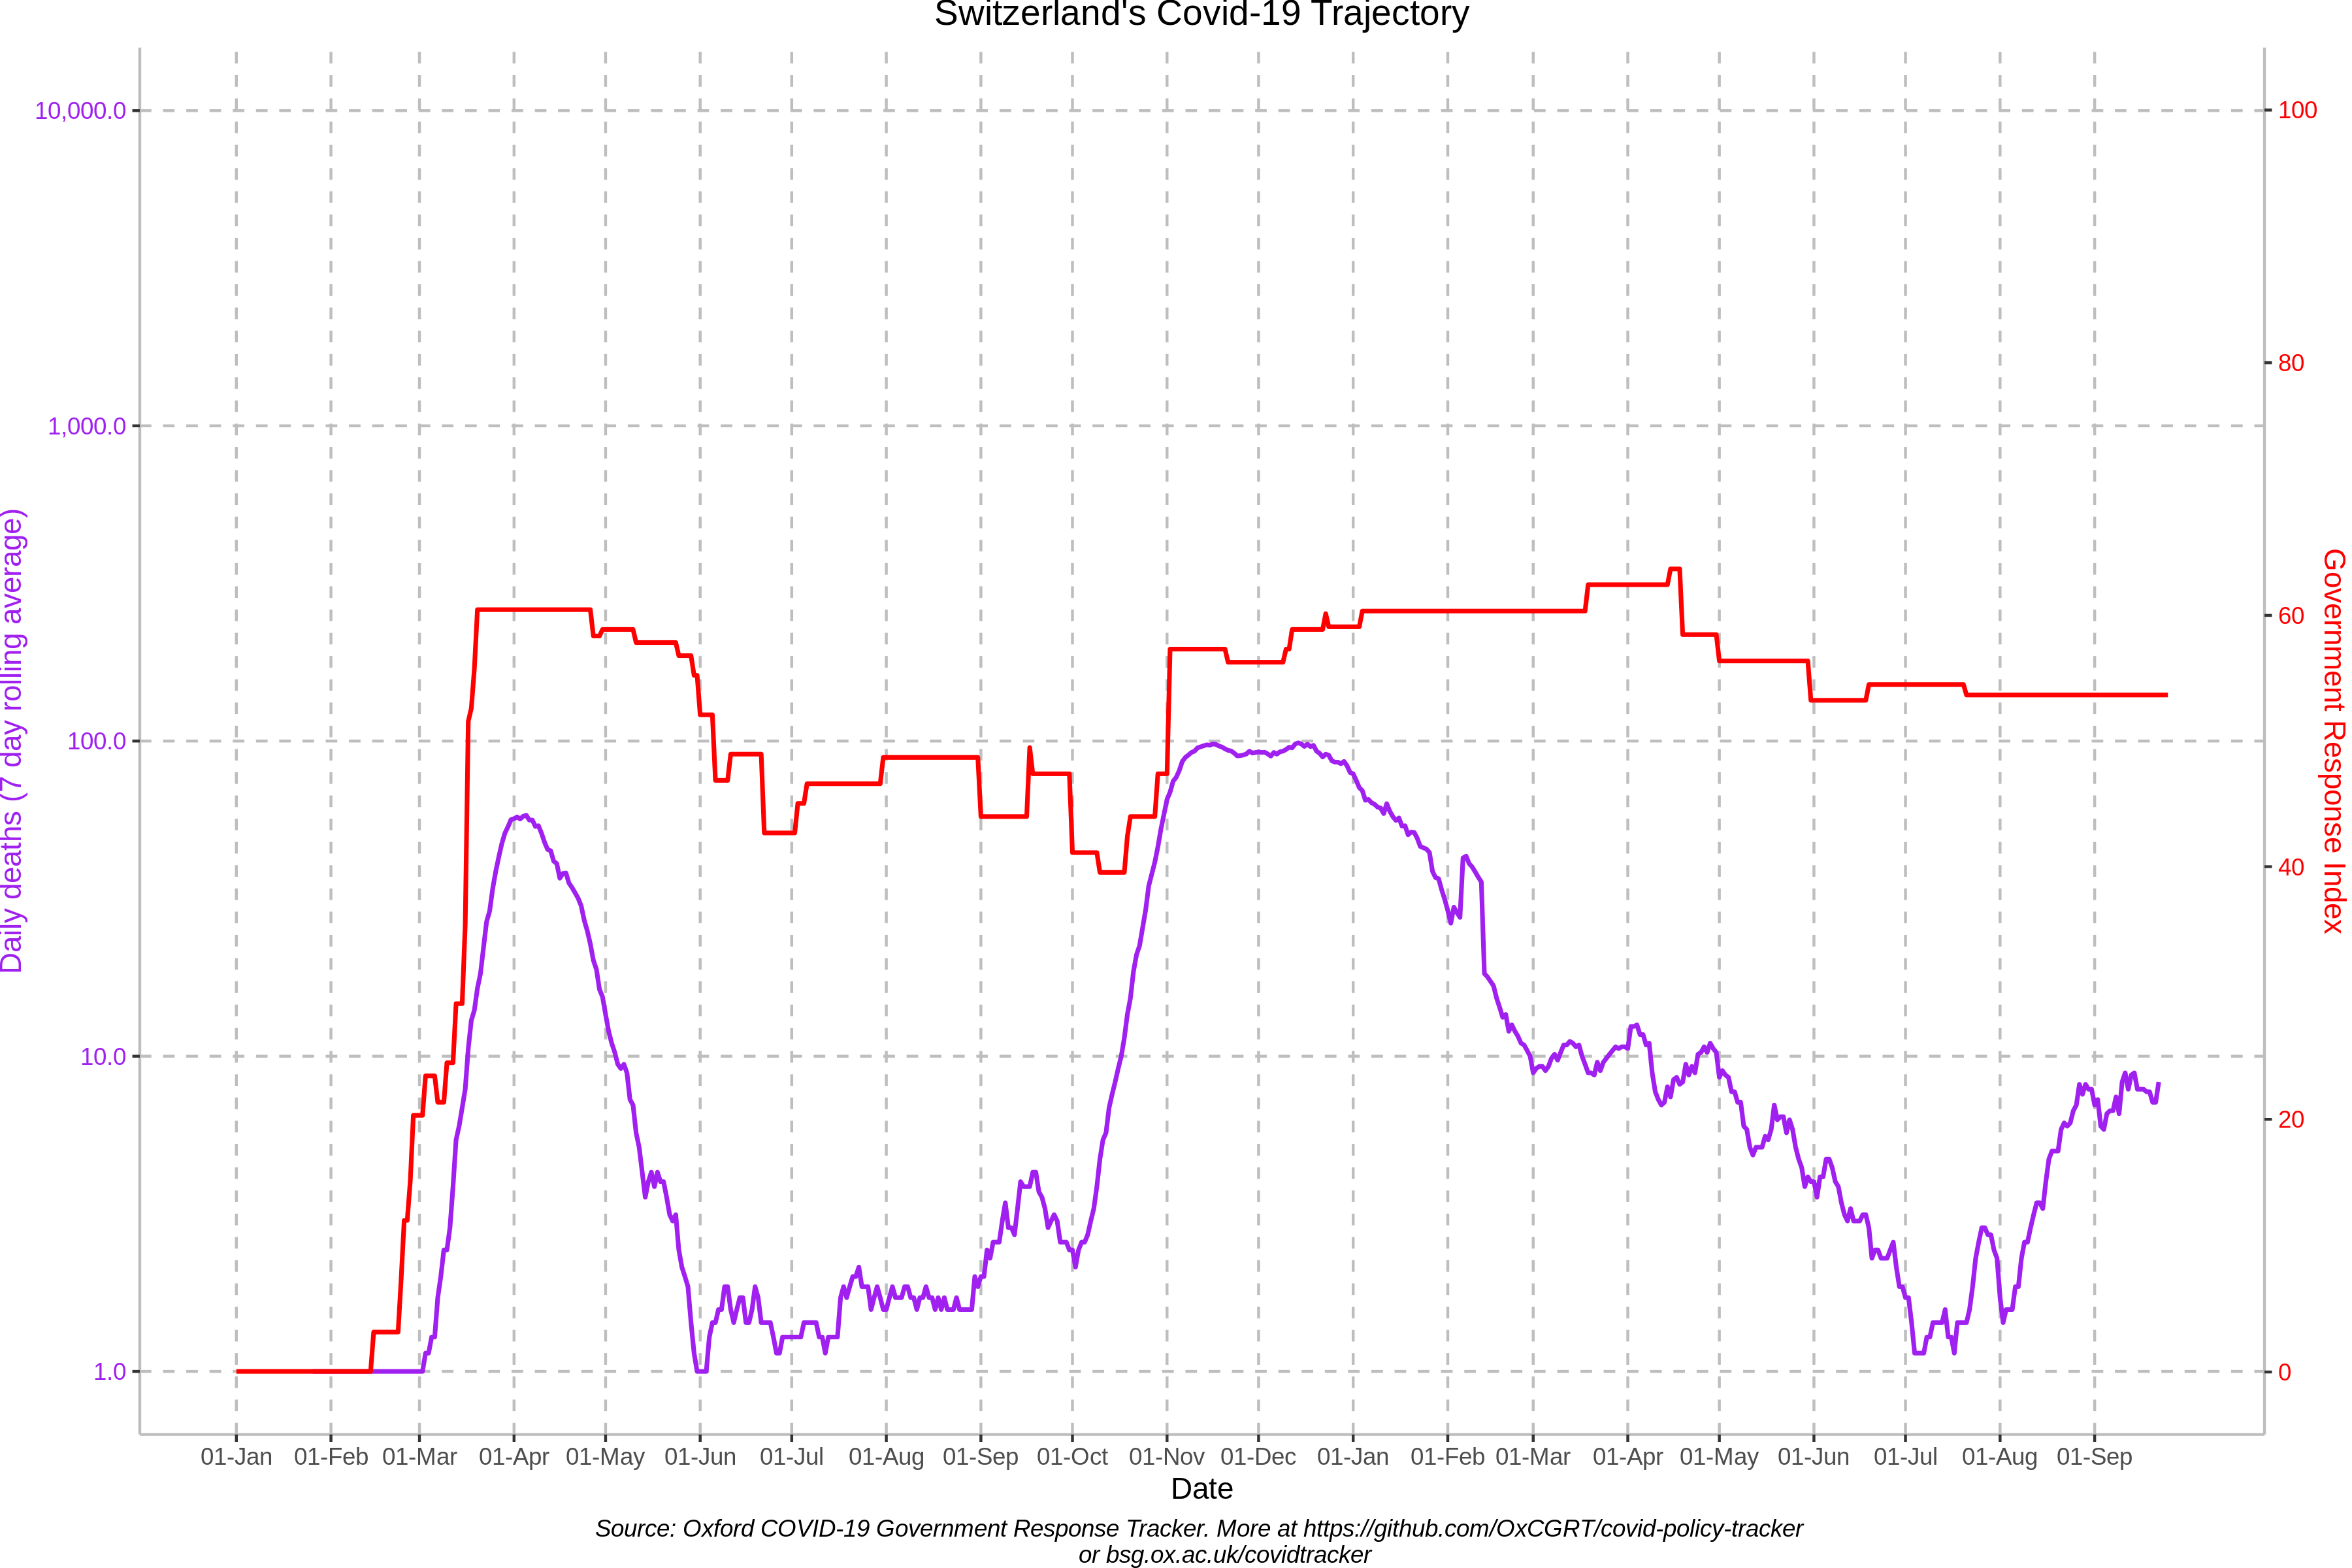 Switzerland's Covid-19 Trajectory
10,000.0
1,000.0
100.0
10.0
1.0
Daily deaths (7 day rolling average)
100
80
60
40
20
0
Government Response Index
01-Jan 01-Feb 01-Mar 01-Apr 01-May 01-Jun 01-Jul 01-Aug 01-Sep 01-Oct 01-Nov 01-Dec 01-Jan 01-Feb 01-Mar 01-Apr 01-May 01-Jun 01-Jul 01-Aug 01-Sep
Date
Source: Oxford COVID-19 Government Response Tracker. More at https://github.com/OxCGRT/covid-policy-tracker
or bsg.ox.ac.uk/covidtracker